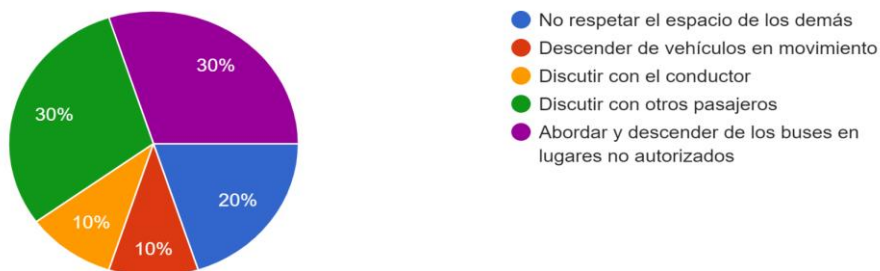 30%
30%
20%
10%
10%
No respetar el espacio de los demás
Descender de vehículos en movimiento
Discutir con el conductor
Discutir con otros pasajeros
Abordar y descender de los buses en
lugares no autorizados